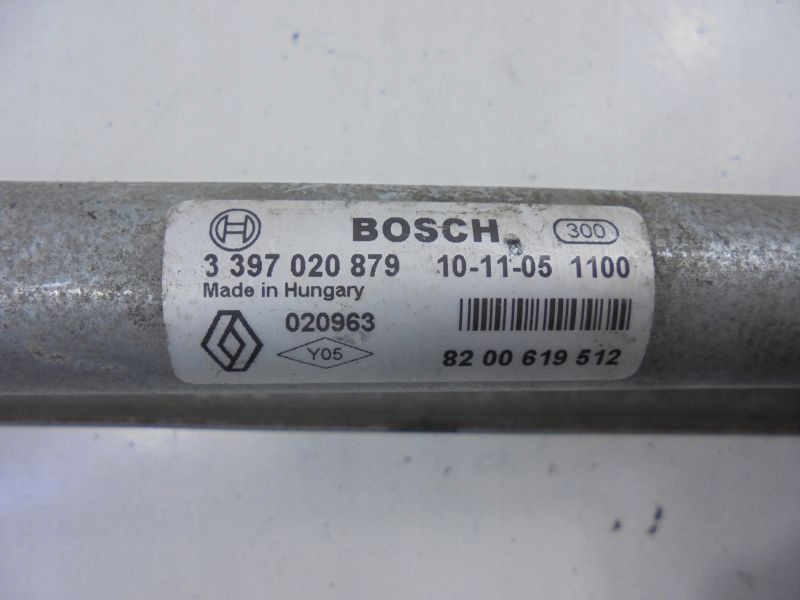 BOSCH 300
3 397 020 879 10-11-05 1100
Made in Hungary
020963
Y05 82 00 619 512